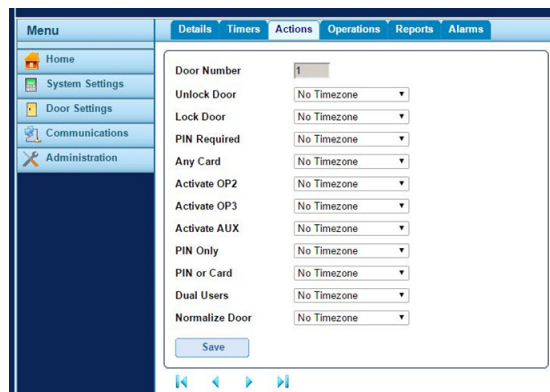 Menu
Home
System Settings
Door Settings
Communications
Administration
Details Timers Actions Operations Reports Alarms
Door Number 1
Unlock Door No Timezone
Lock Door No Timezone
PIN Required No Timezone
Any Card No Timezone
Activate OP2 No Timezone
Activate OP3 No Timezone
Activate AUX No Timezone
PIN Only No Timezone
PIN or Card No Timezone
Dual Users No Timezone
Normalize Door No Timezone
Save